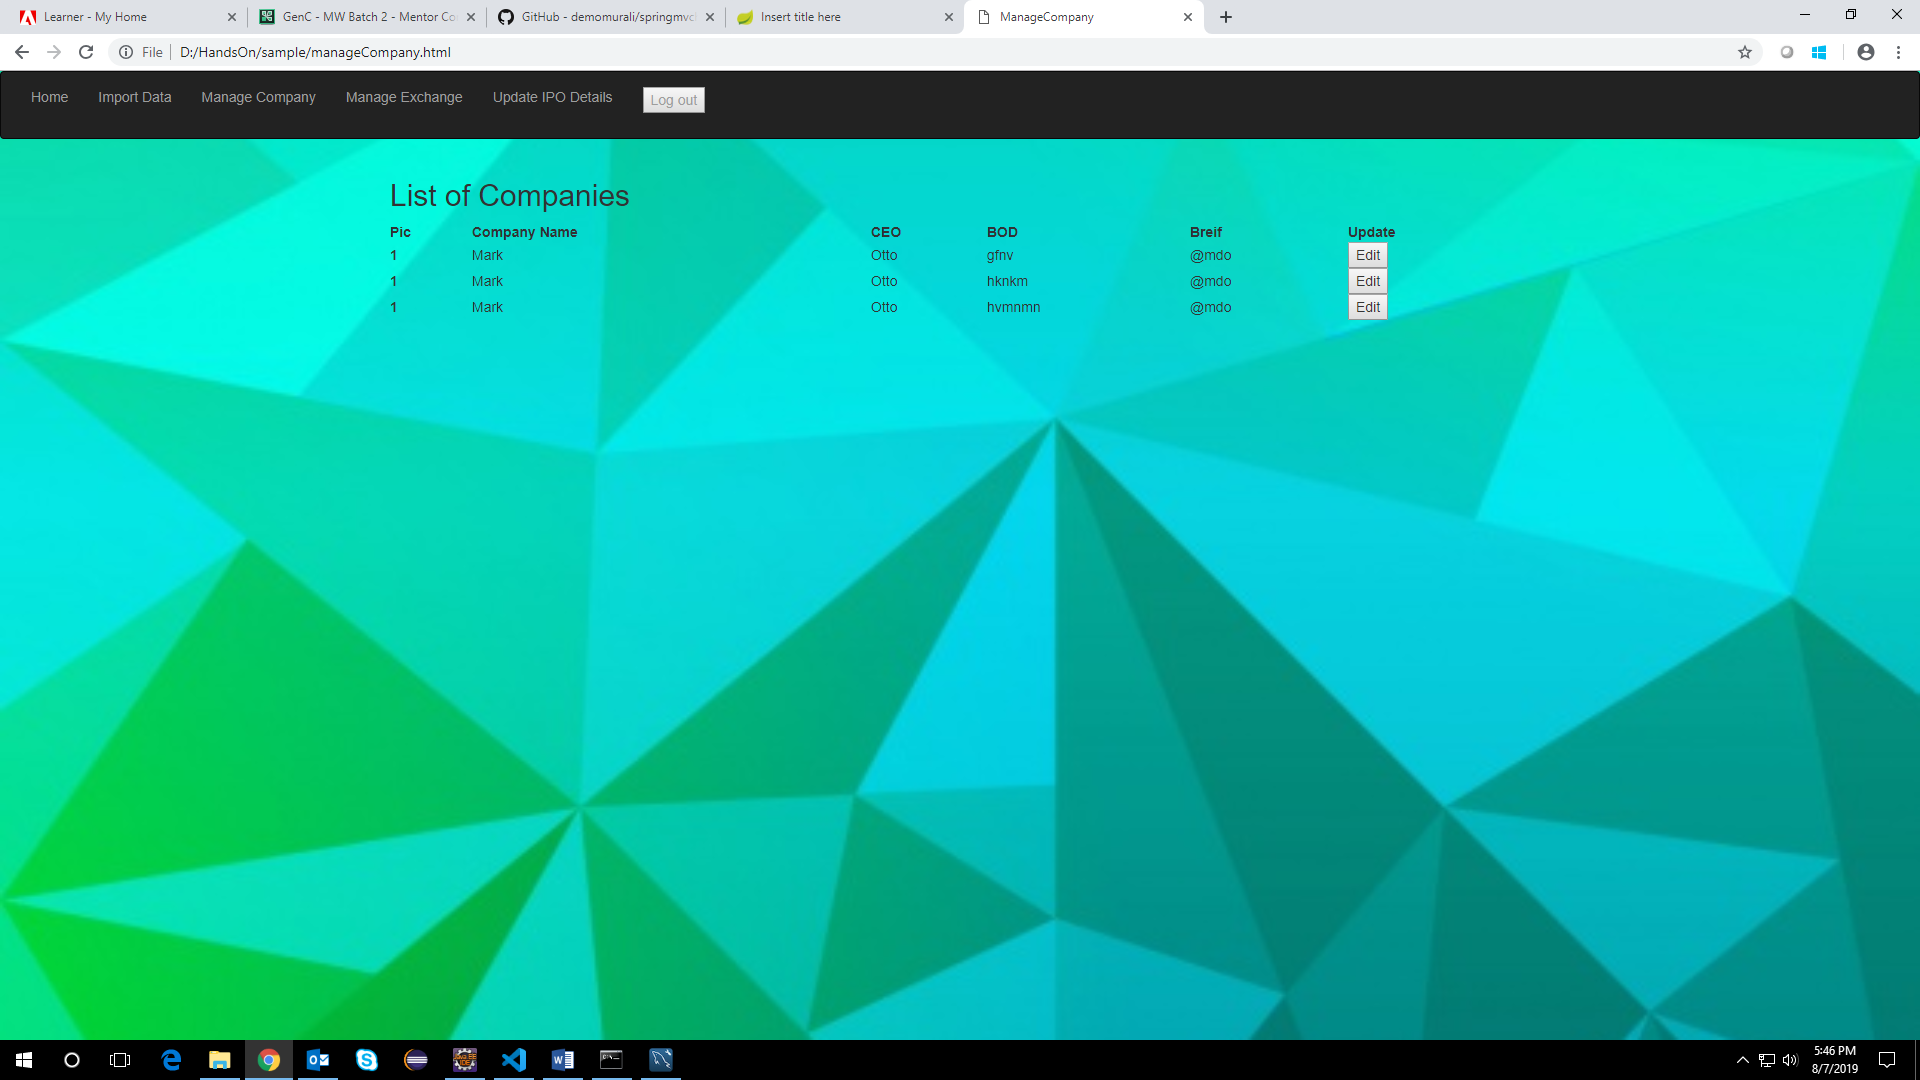 Learner - My Home
GenC - MW Batch 2 - Mentor Co
GitHub - demomurali/springmvc
Insert title here
ManageCompany
File
D:/HandsOn/sample/manageCompany.html
Home Import Data Manage Company Manage Exchange Update IPO Details Log out
List of Companies
Pic Company Name CEO BOD Breif Update
1 Mark Otto gfnv @mdo Edit
1 Mark Otto hknkm @mdo Edit
1 Mark Otto hvmnmn @mdo Edit
5:46 PM
8/7/2019